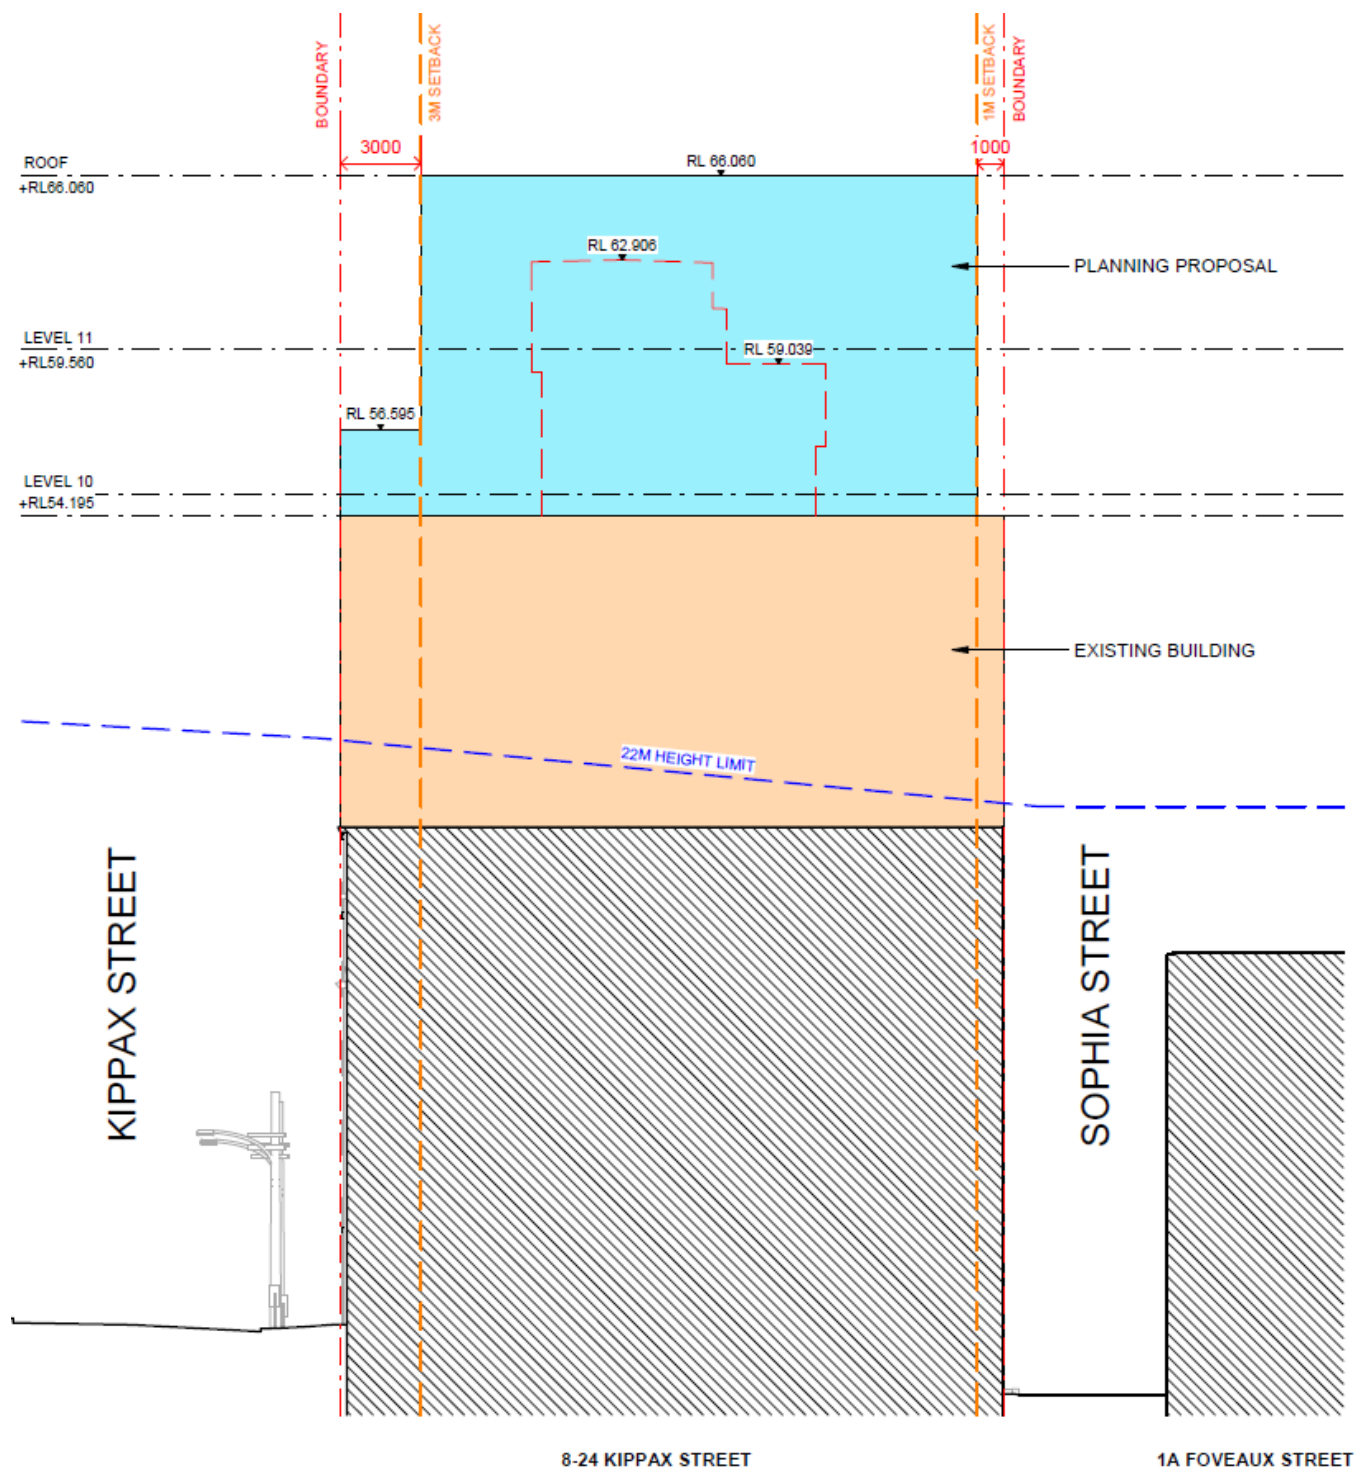 BOUNDARY
3M SETBACK
1M SETBACK
BOUNDARY
3000
1000
ROOF
+RL66.060
RL 66.060
RL 62.906
PLANNING PROPOSAL
LEVEL 11
+RL59.560
RL 59.039
RL 56.595
LEVEL 10
+RL54.195
EXISTING BUILDING
22M HEIGHT LIMIT
KIPPAX STREET
SOPHIA STREET
8-24 KIPPAX STREET
1A FOVEAUX STREET